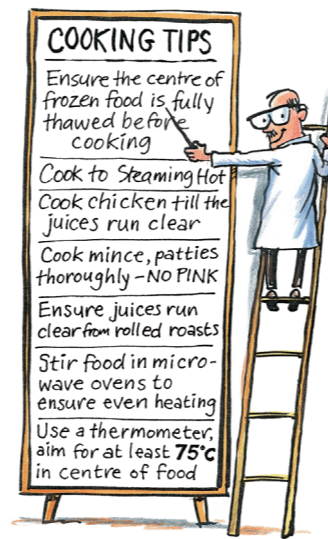 COOKING TIPS
Ensure the centre of
frozen food is fully
thawed before
cooking
Cook to Steaming Hot
Cook chicken till the
juices run clear
Cook mince, patties
thoroughly - NO PINK
Ensure juices run
clear from rolled roasts
Stir food in micro-
wave ovens to
ensure even heating
Use a thermometer,
aim for at least 75°C
in centre of food